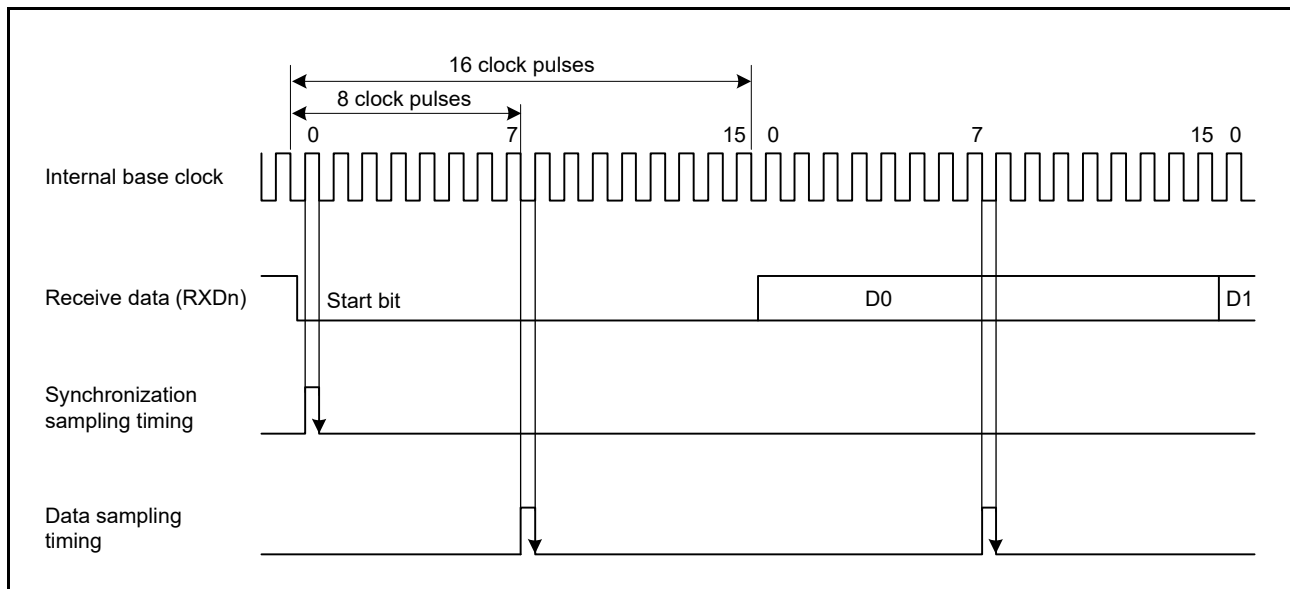 16 clock pulses
8 clock pulses
0 7 15 0 7 15 0
Internal base clock
Receive data (RXDn)
Start bit
D0
D1
Synchronization
sampling timing
Data sampling
timing